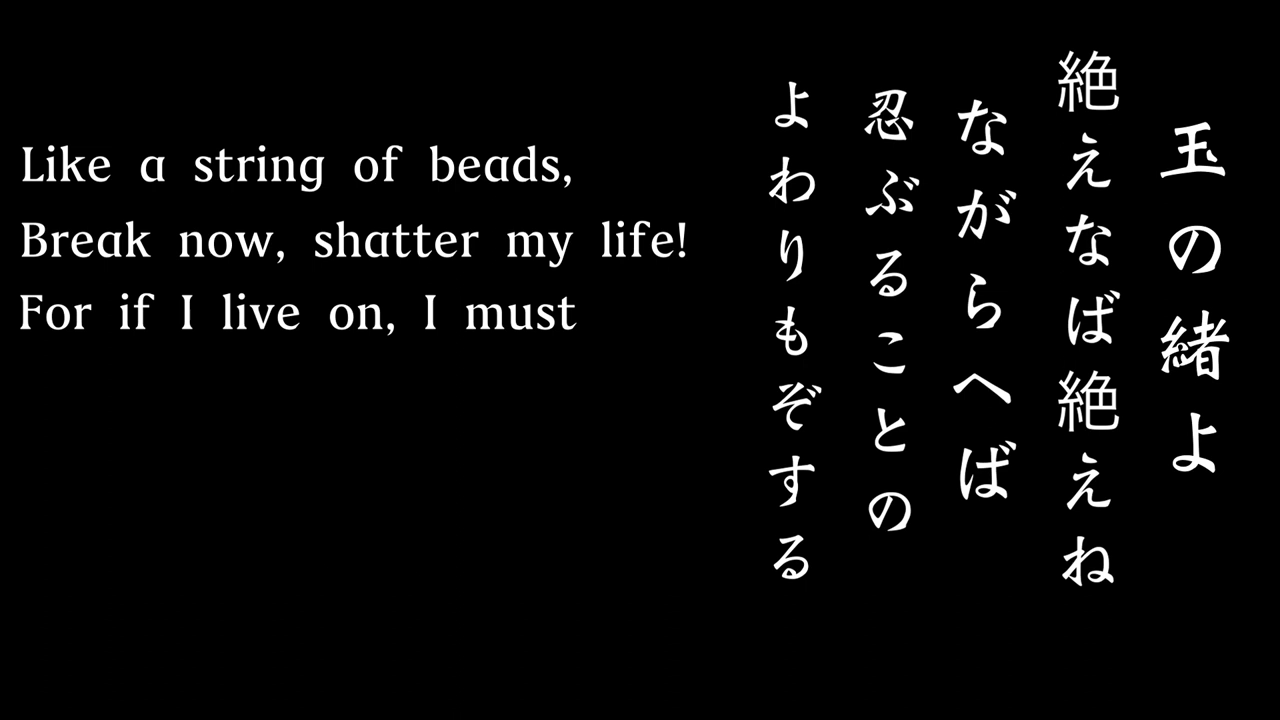 Like a string of beads,
Break now, shatter my life!
For if I live on, I must
玉の緒よ
絶えなば絶えね
ながらへば
忍ぶることの
よわりもぞする